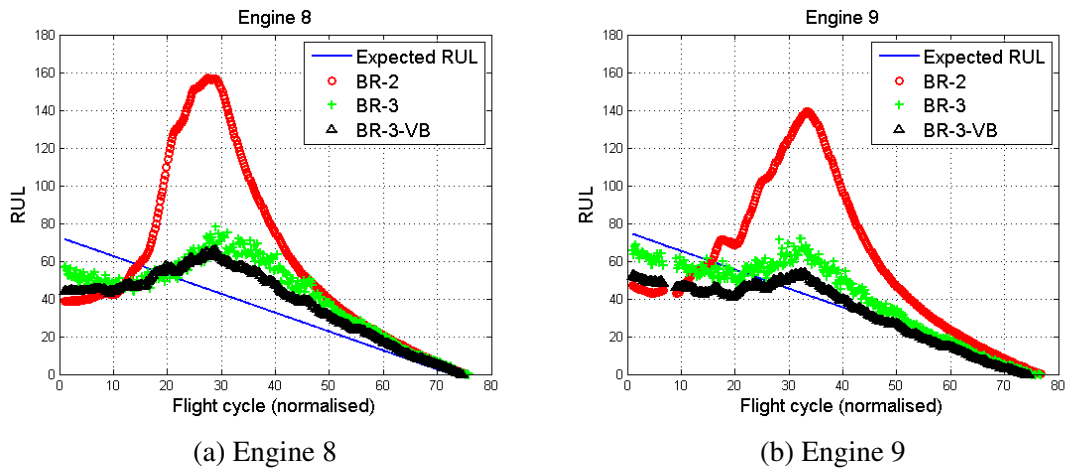 Engine 8
180
160
140
120
100
80
60
40
20
0
RUL
0 10 20 30 40 50 60 70 80
Flight cycle (normalised)
Expected RUL
BR-2
BR-3
BR-3-VB
(a) Engine 8
Engine 9
180
160
140
120
100
80
60
40
20
0
RUL
0 10 20 30 40 50 60 70 80
Flight cycle (normalised)
Expected RUL
BR-2
BR-3
BR-3-VB
(b) Engine 9